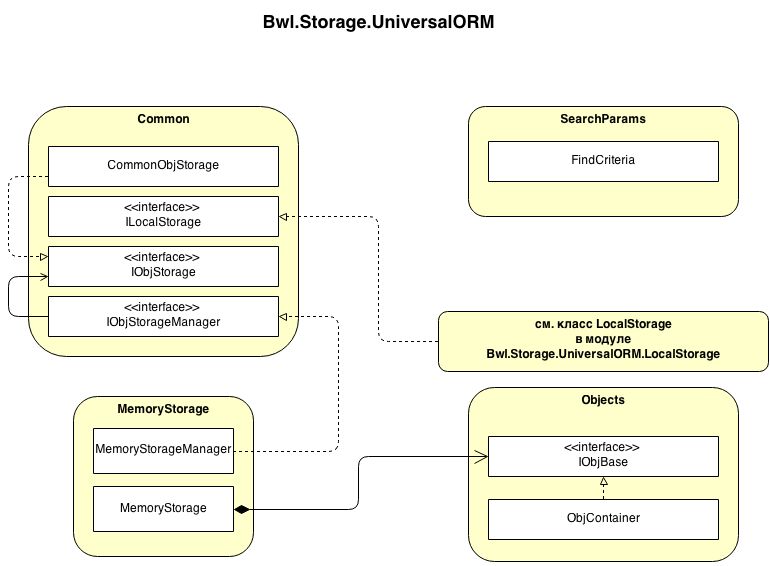 Bwl.Storage.UniversalORM
Common
CommonObjStorage
<<interface>>
ILocalStorage
<<interface>>
IObjStorage
<<interface>>
IObjStorageManager
SearchParams
FindCriteria
см. класс LocalStorage
в модуле
Bwl.Storage.UniversalORM.LocalStorage
MemoryStorage
MemoryStorageManager
MemoryStorage
Objects
<<interface>>
IObjBase
ObjContainer